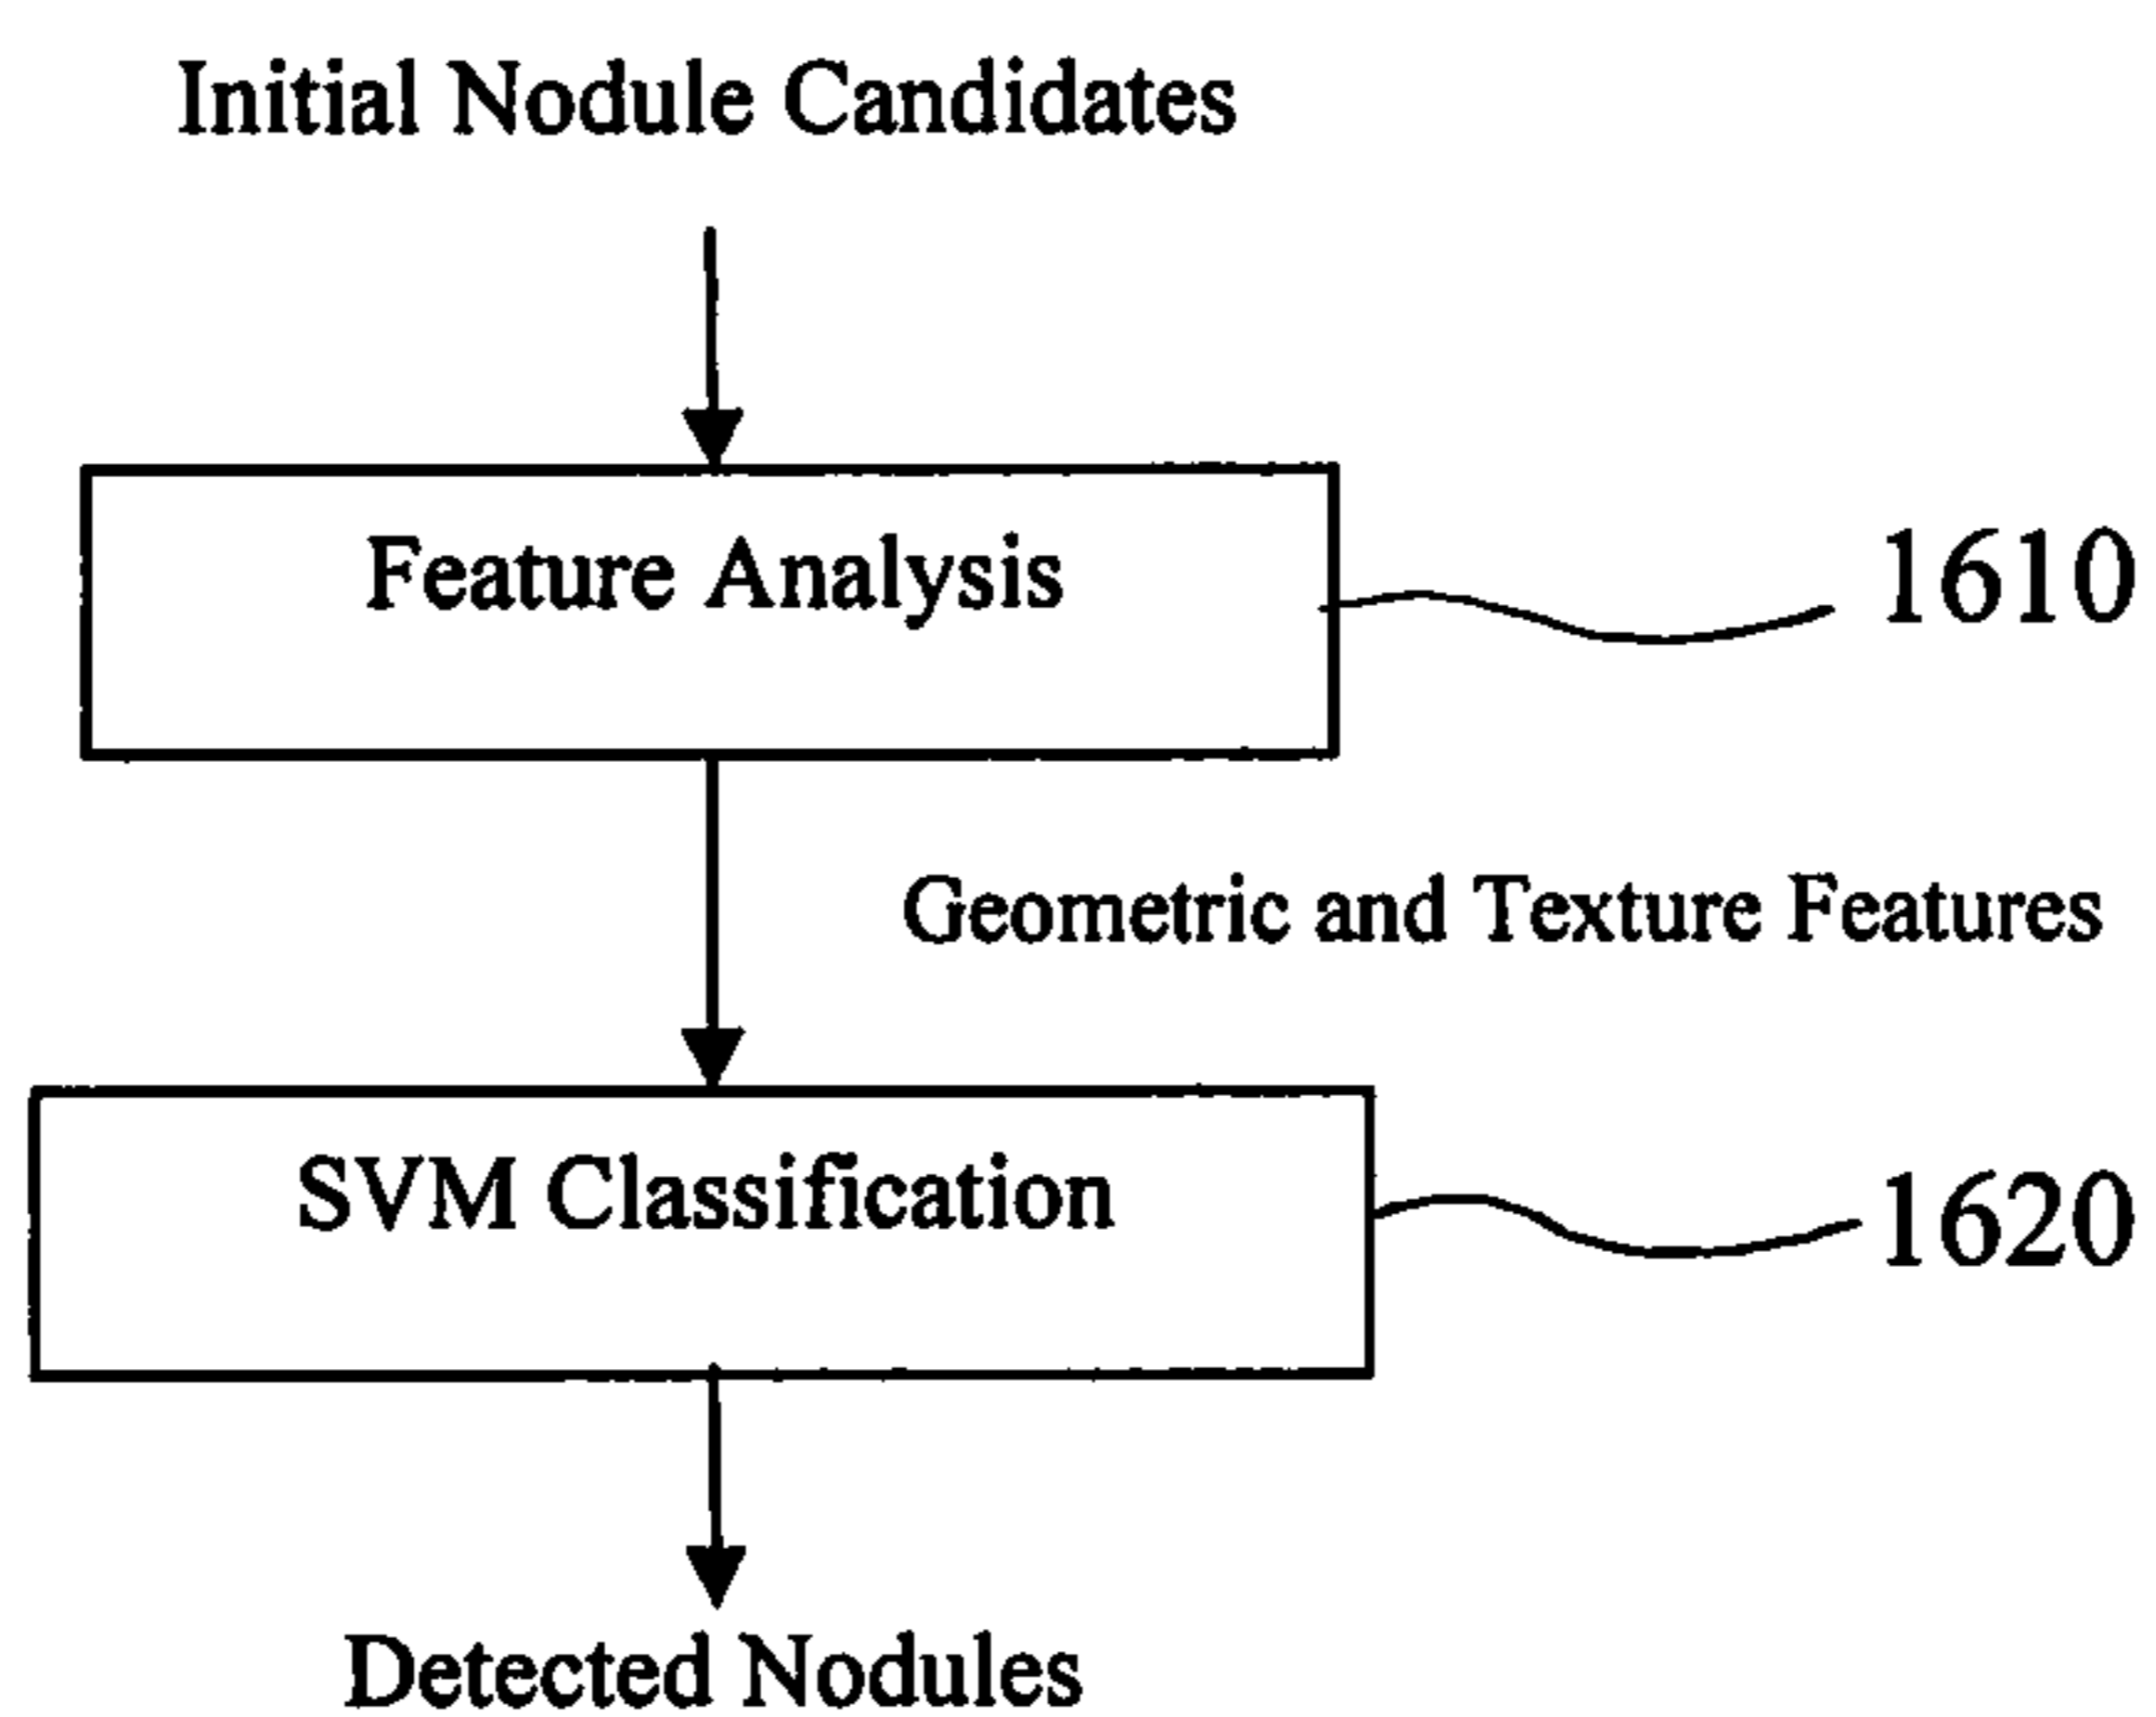 Initial Nodule Candidates
Feature Analysis
1610
Geometric and Texture Features
SVM Classification
1620
Detected Nodules